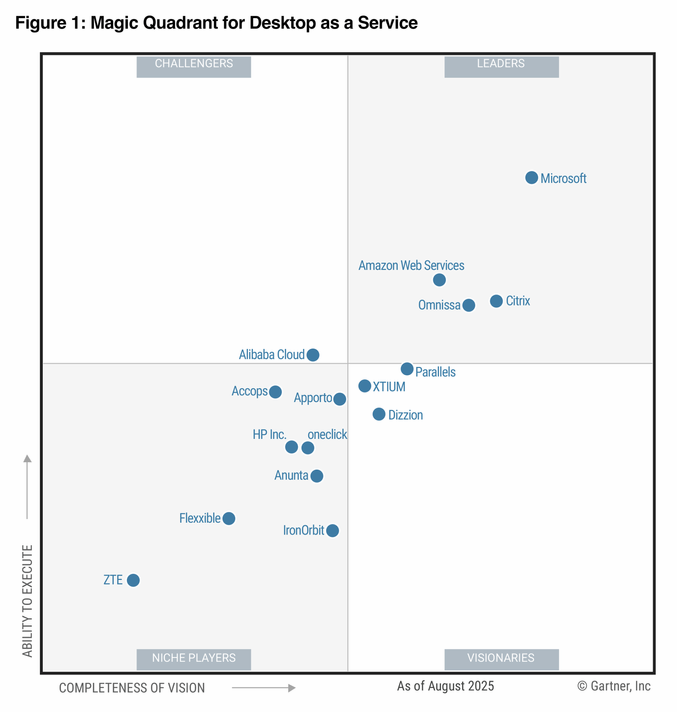 Figure 1: Magic Quadrant for Desktop as a Service
CHALLENGERS
LEADERS
Microsoft
Amazon Web Services
Omnissa
Citrix
Alibaba Cloud
Parallels
Accops
XTIUM
Apporto
Dizzion
HP Inc.
oneclick
Anunta
Flexxible
IronOrbit
ZTE
ABILITY TO EXECUTE
NICHE PLAYERS
VISIONARIES
COMPLETENESS OF VISION
As of August 2025
© Gartner, Inc